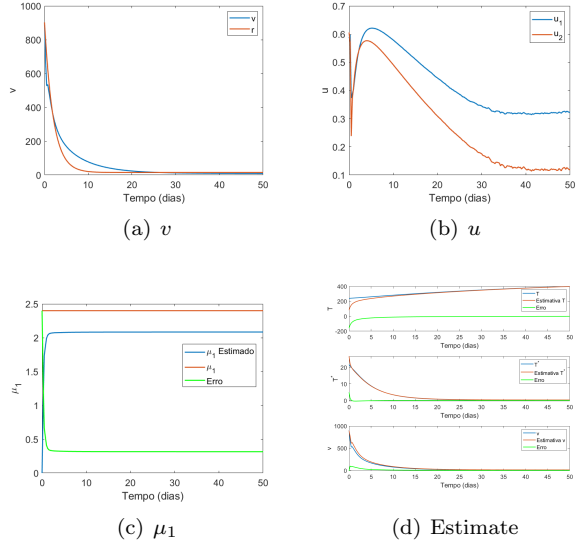 1000
800
600
400
200
0
v
v
r
0 10 20 30 40 50
Tempo (dias)
(a) v
0.7
0.6
0.5
0.4
0.3
0.2
0.1
u
u1
u2
0 10 20 30 40 50
Tempo (dias)
(b) u
2.5
2
1.5
1
0.5
0
μ1
μ1 Estimado
μ1
Erro
0 10 20 30 40 50
Tempo (dias)
(c) μ1
400
200
0
-200
T
T
Estimativa T
Erro
0 5 10 15 20 25 30 35 40 45 50
Tempo (dias)
20
10
0
T*
T*
Estimativa T*
Erro
0 5 10 15 20 25 30 35 40 45 50
Tempo (dias)
1000
500
0
v
v
Estimativa v
Erro
0 5 10 15 20 25 30 35 40 45 50
Tempo (dias)
(d) Estimate